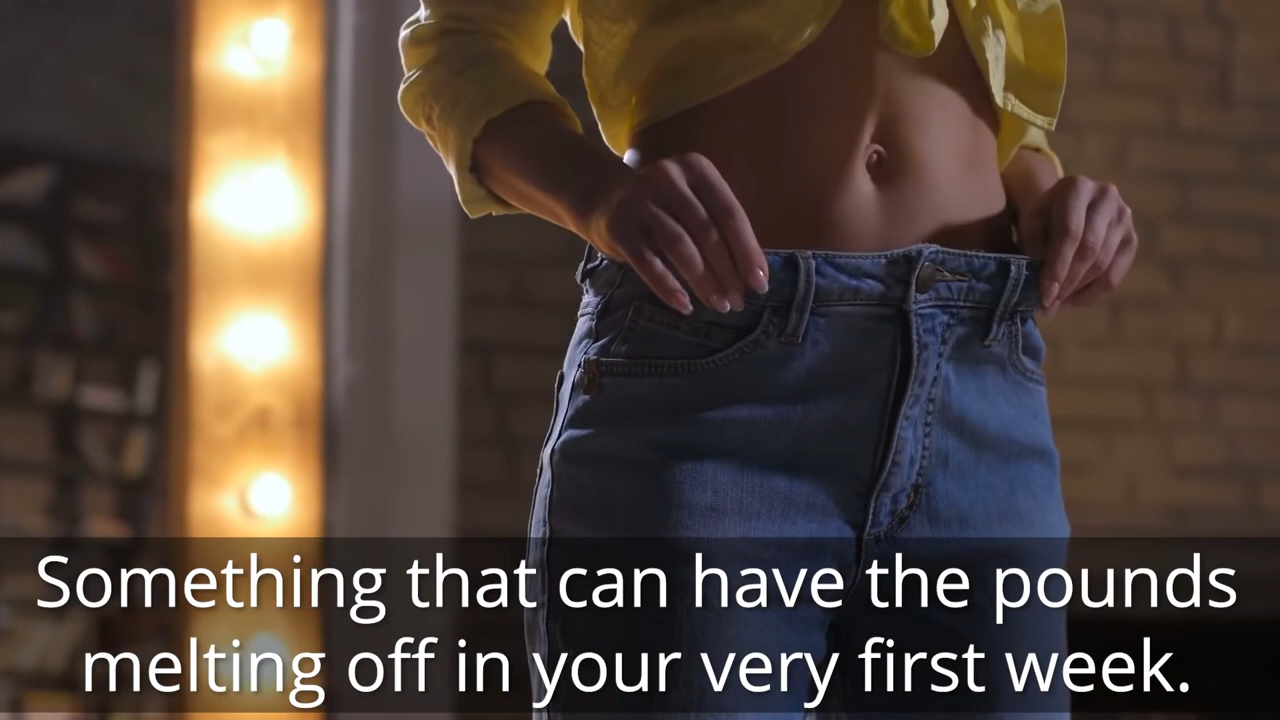 Something that can have the pounds
melting off in your very first week.